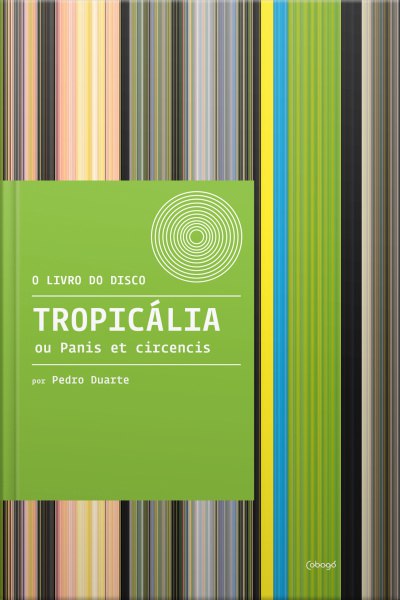 O LIVRO DO DISCO
TROPICÁLIA
ou Panis et circencis
por Pedro Duarte
Cobogó